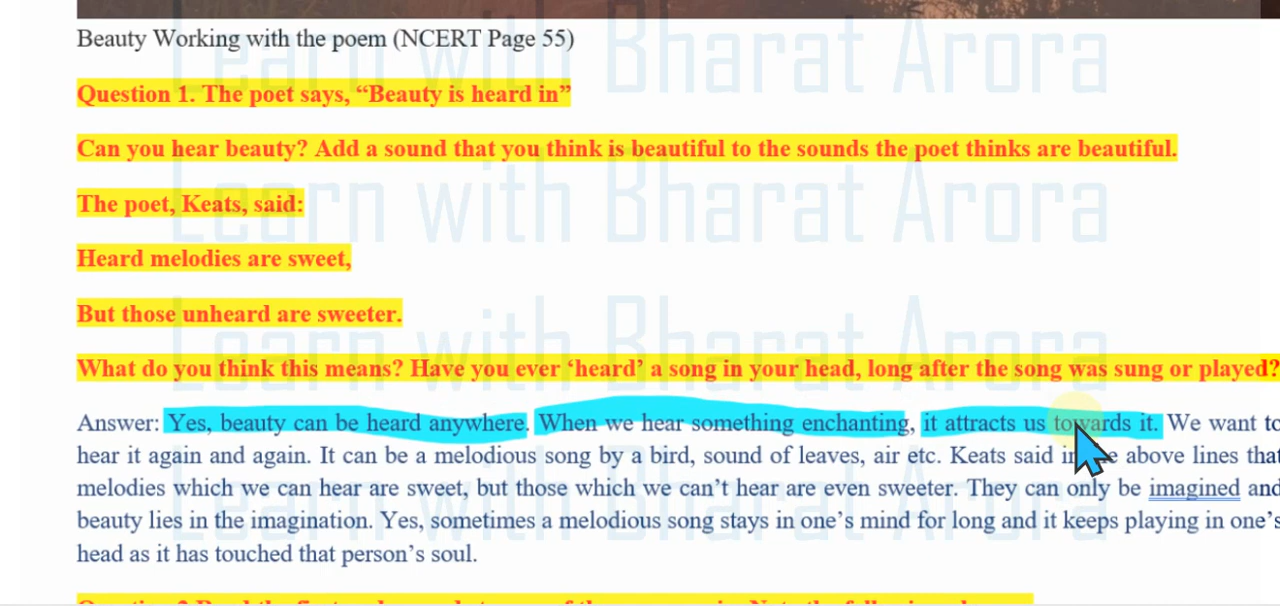 Beauty Working with the poem (NCERT Page 55)
Question 1. The poet says, “Beauty is heard in”
Can you hear beauty? Add a sound that you think is beautiful to the sounds the poet thinks are beautiful.
The poet, Keats, said:
Heard melodies are sweet,
But those unheard are sweeter.
What do you think this means? Have you ever ‘heard’ a song in your head, long after the song was sung or played?
Answer: Yes, beauty can be heard anywhere. When we hear something enchanting, it attracts us towards it. We want to
hear it again and again. It can be a melodious song by a bird, sound of leaves, air etc. Keats said in above lines that
melodies which we can hear are sweet, but those which we can’t hear are even sweeter. They can only be imagined and
beauty lies in the imagination. Yes, sometimes a melodious song stays in one’s mind for long and it keeps playing in one’s
head as it has touched that person’s soul.
Learn with Bharat Arora
Learn with Bharat Arora
Learn with Bharat Arora
Learn with Bharat Arora